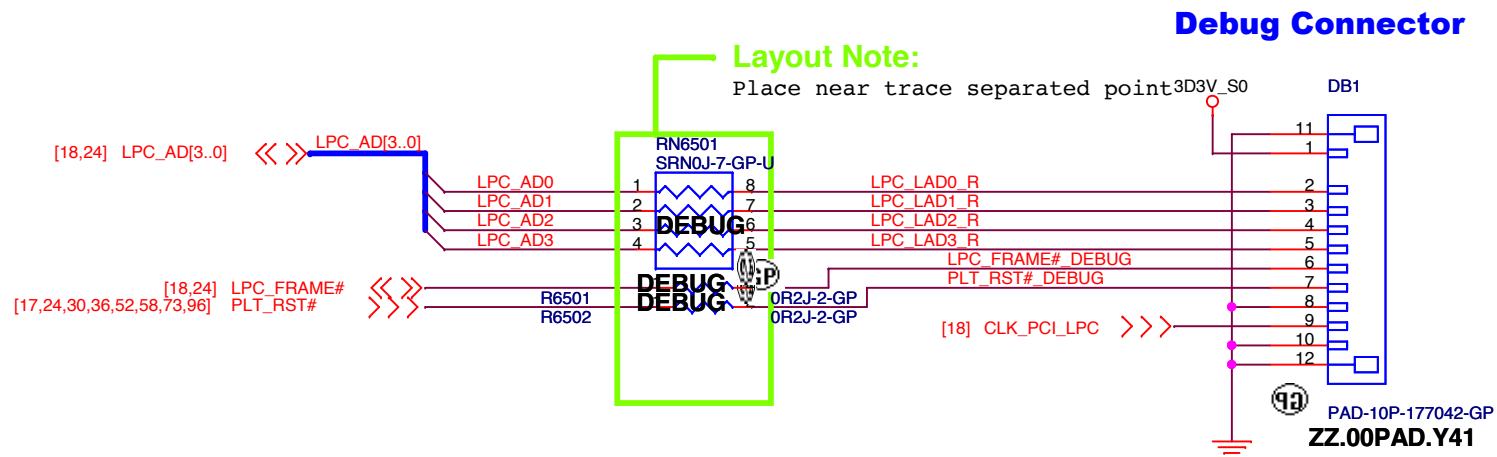 Debug Connector
Layout Note:
Place near trace separated point
3D3V_S0
DB1
[18,24] LPC_AD[3..0]
LPC_AD[3..0]
RN6501
SRN0J-7-GP-U
11
1
LPC_AD0 1 8 LPC_LAD0_R 2
LPC_AD1 2 7 LPC_LAD1_R 3
LPC_AD2 3 DEBUG 6 LPC_LAD2_R 4
LPC_AD3 4 5 LPC_LAD3_R 5
LPC_FRAME#_DEBUG 6
GP
[18,24] LPC_FRAME# DEBUG
PLT_RST#_DEBUG 7
R6501 0R2J-2-GP
[17,24,30,36,52,58,73,96] PLT_RST# DEBUG
8
R6502 0R2J-2-GP
[18] CLK_PCI_LPC 9
10
12
GP
PAD-10P-177042-GP
ZZ.00PAD.Y41